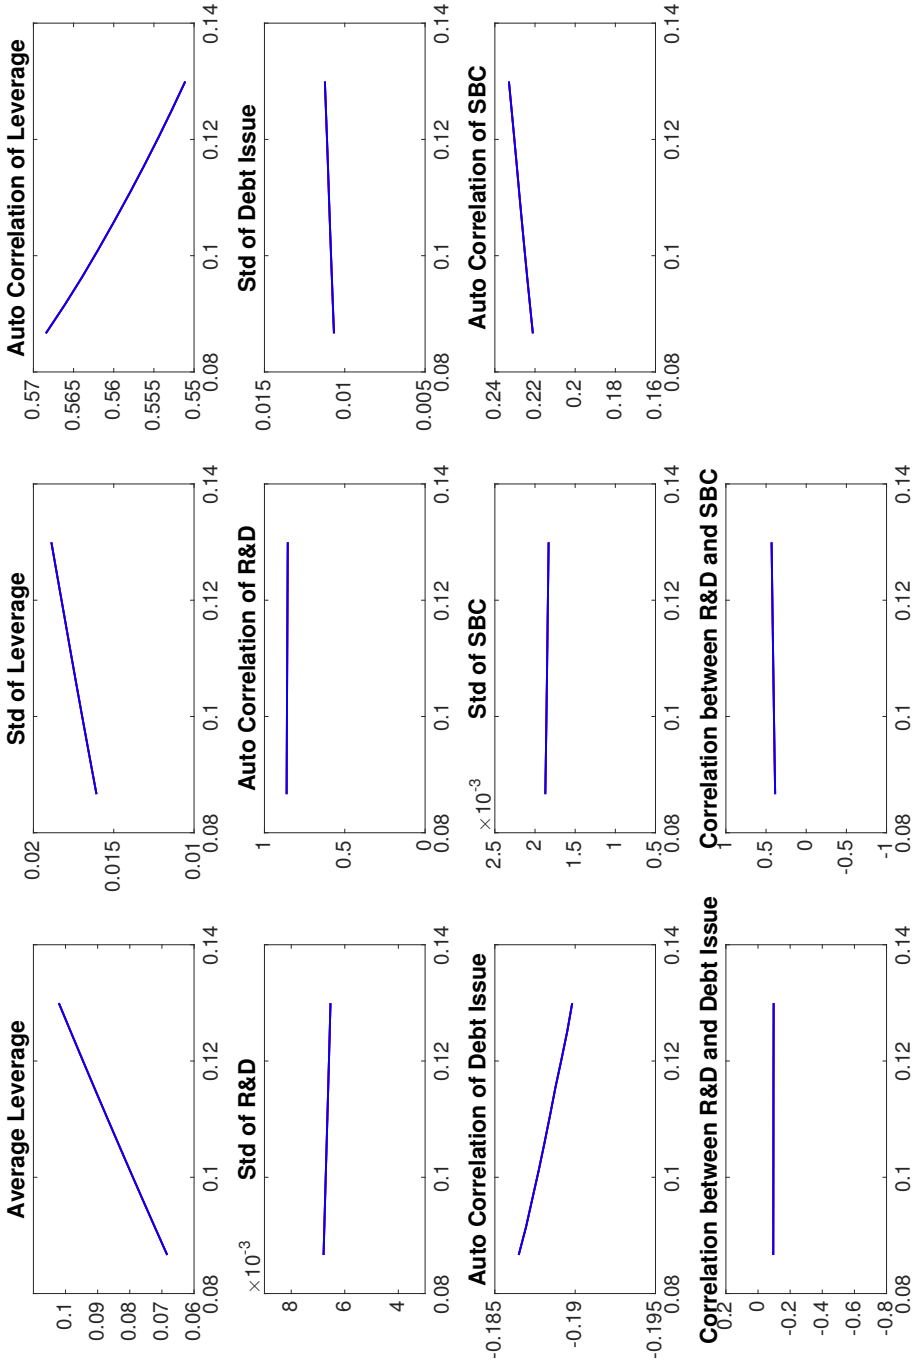 Average Leverage
0.1
0.09
0.08
0.07
0.06
0.08 0.1 0.12 0.14
Std of Leverage
0.02
0.015
0.01
0.08 0.1 0.12 0.14
Auto Correlation of Leverage
0.57
0.565
0.56
0.555
0.55
0.08 0.1 0.12 0.14
×10-3
Std of R&D
8
6
4
0.08 0.1 0.12 0.14
Auto Correlation of R&D
1
0.5
0
0.08 0.1 0.12 0.14
Std of Debt Issue
0.015
0.01
0.005
0.08 0.1 0.12 0.14
Auto Correlation of Debt Issue
-0.185
-0.19
-0.195
0.08 0.1 0.12 0.14
×10-3
Std of SBC
2.5
2
1.5
1
0.5
0.08 0.1 0.12 0.14
Auto Correlation of SBC
0.24
0.22
0.2
0.18
0.16
0.08 0.1 0.12 0.14
Correlation between R&D and Debt Issue
0.2
0
-0.2
-0.4
-0.6
-0.8
0.08 0.1 0.12 0.14
Correlation between R&D and SBC
1
0.5
0
-0.5
-1
0.08 0.1 0.12 0.14